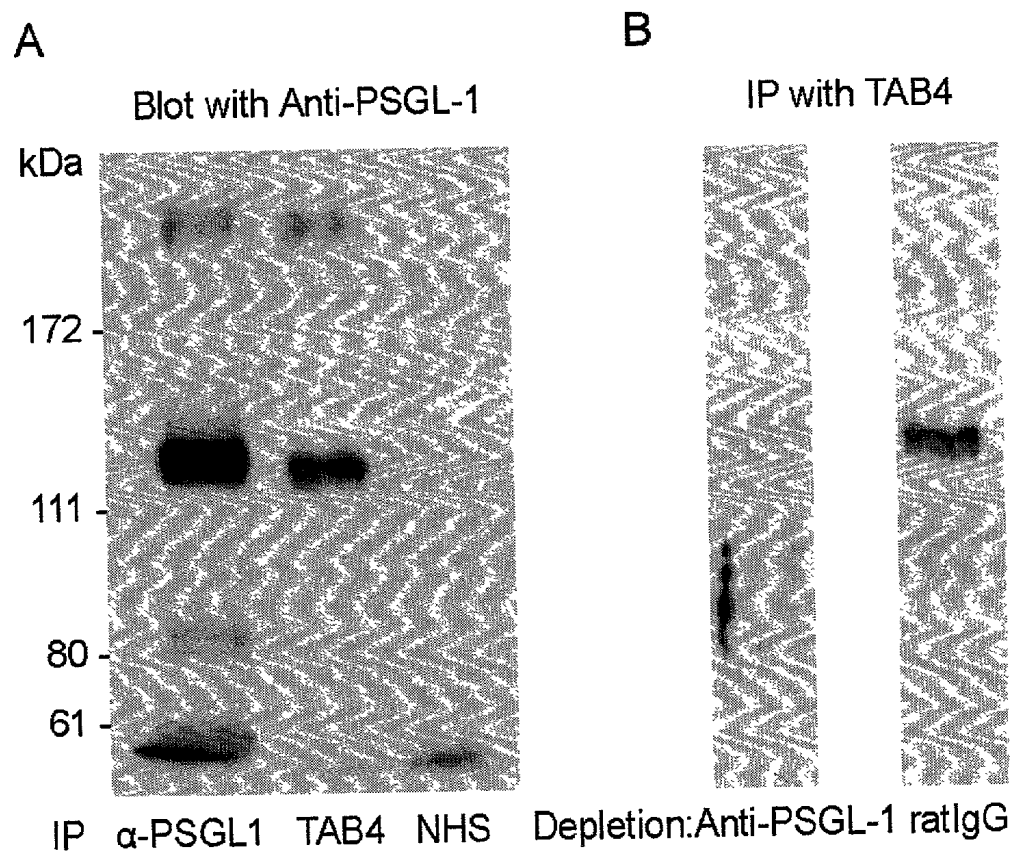 A
B
Blot with Anti-PSGL-1
IP with TAB4
kDa
172
111
80
61
IP α-PSGL1 TAB4 NHS
Depletion:Anti-PSGL-1 ratIgG